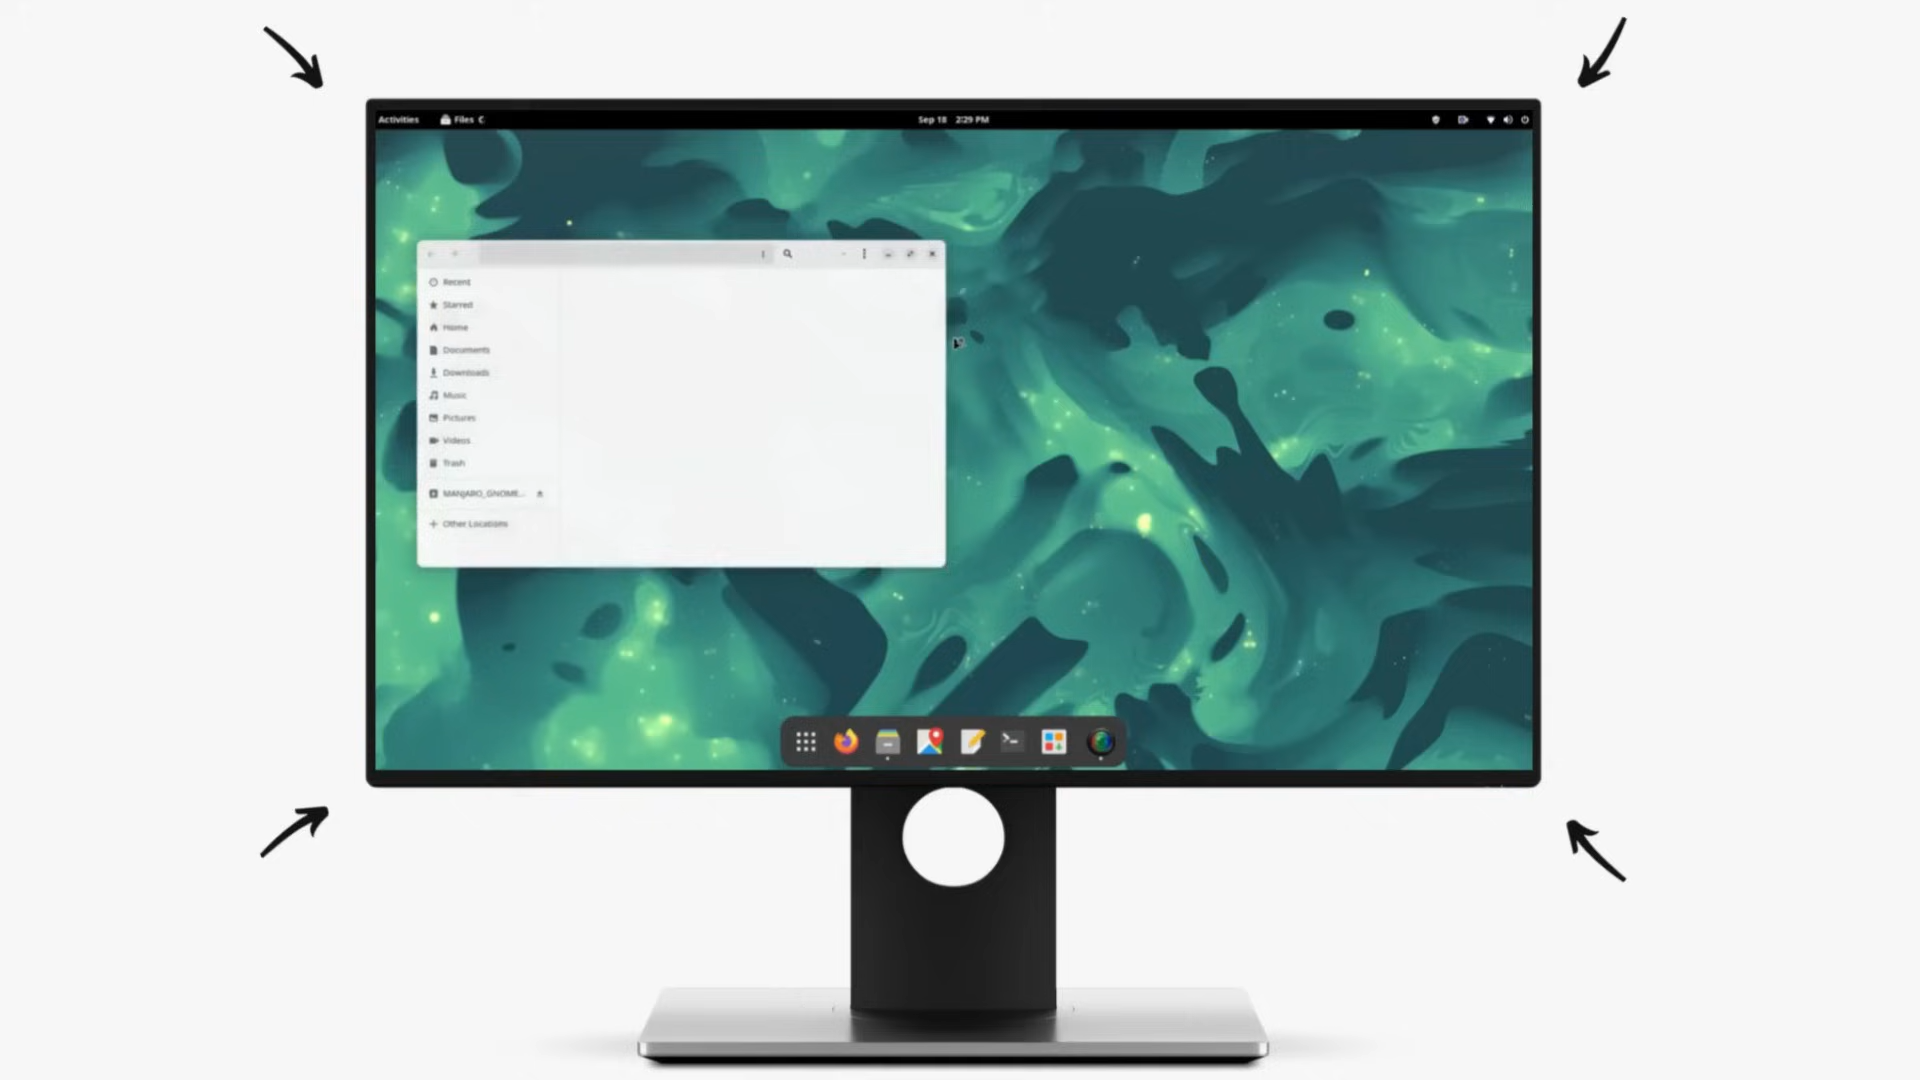 Activities Files
Sep 18 2:29 PM
Recent
Starred
Home
Documents
Downloads
Music
Pictures
Videos
Trash
MANJARO_GNOME...
Other Locations